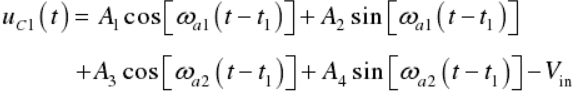 u_{C1}(t) = A_1 cos[ω_{a1}(t−t_1)] + A_2 sin[ω_{a1}(t−t_1)]
+A_3 cos[ω_{a2}(t−t_1)] + A_4 sin[ω_{a2}(t−t_1)] − V_{in}